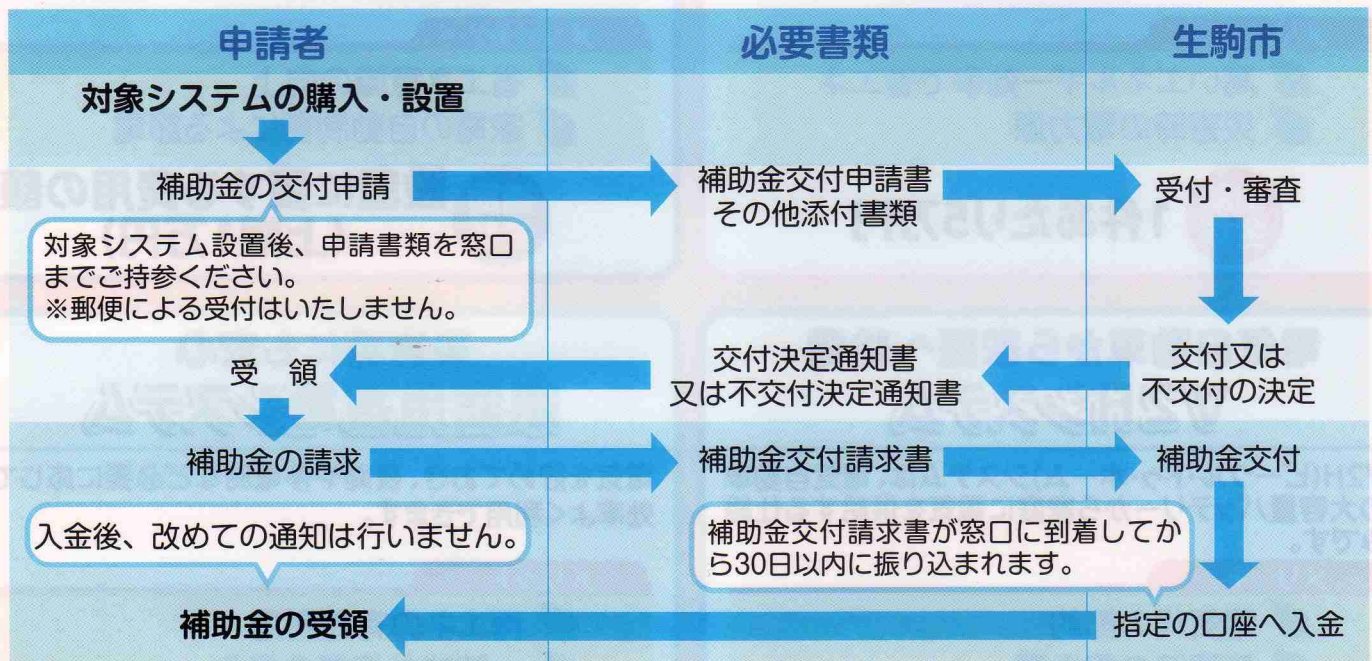 申請者 必要書類 生駒市
対象システムの購入・設置
補助金の交付申請 補助金交付申請書 受付・審査
その他添付書類
対象システム設置後、申請書類を窓口
までご持参ください。
※郵便による受付はいたしません。
受 領 交付決定通知書 交付又は
又は不交付決定通知書 不交付の決定
補助金の請求 補助金交付請求書 補助金交付
入金後、改めての通知は行いません。
補助金交付請求書が窓口に到着してか
ら30日以内に振り込まれます。
補助金の受領 指定の口座へ入金